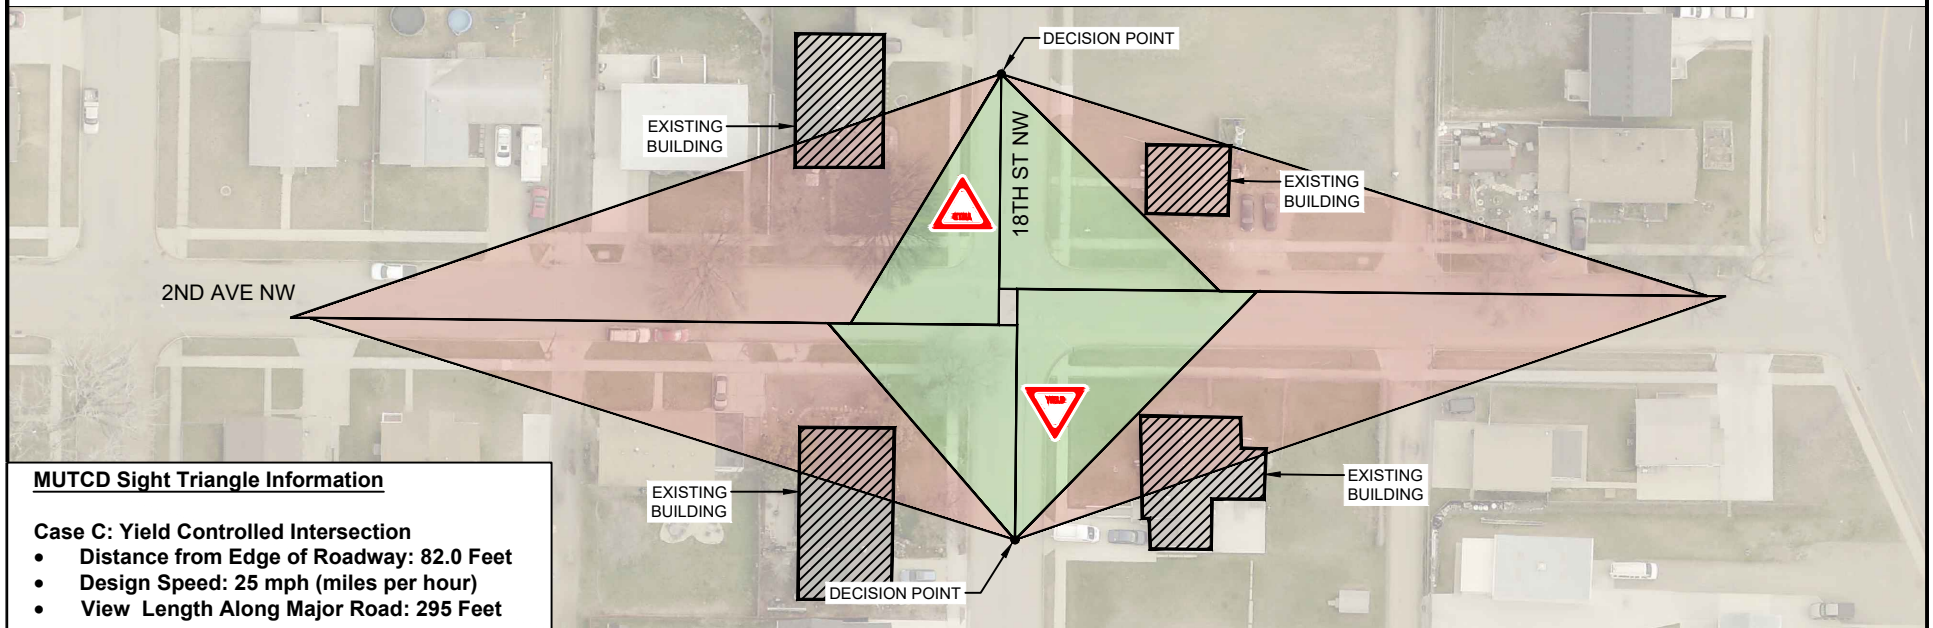 DECISION POINT
EXISTING
BUILDING
18TH ST NW
EXISTING
BUILDING
YIELD
2ND AVE NW
YIELD
EXISTING
BUILDING
EXISTING
BUILDING
DECISION POINT
MUTCD Sight Triangle Information
Case C: Yield Controlled Intersection
• Distance from Edge of Roadway: 82.0 Feet
• Design Speed: 25 mph (miles per hour)
• View Length Along Major Road: 295 Feet